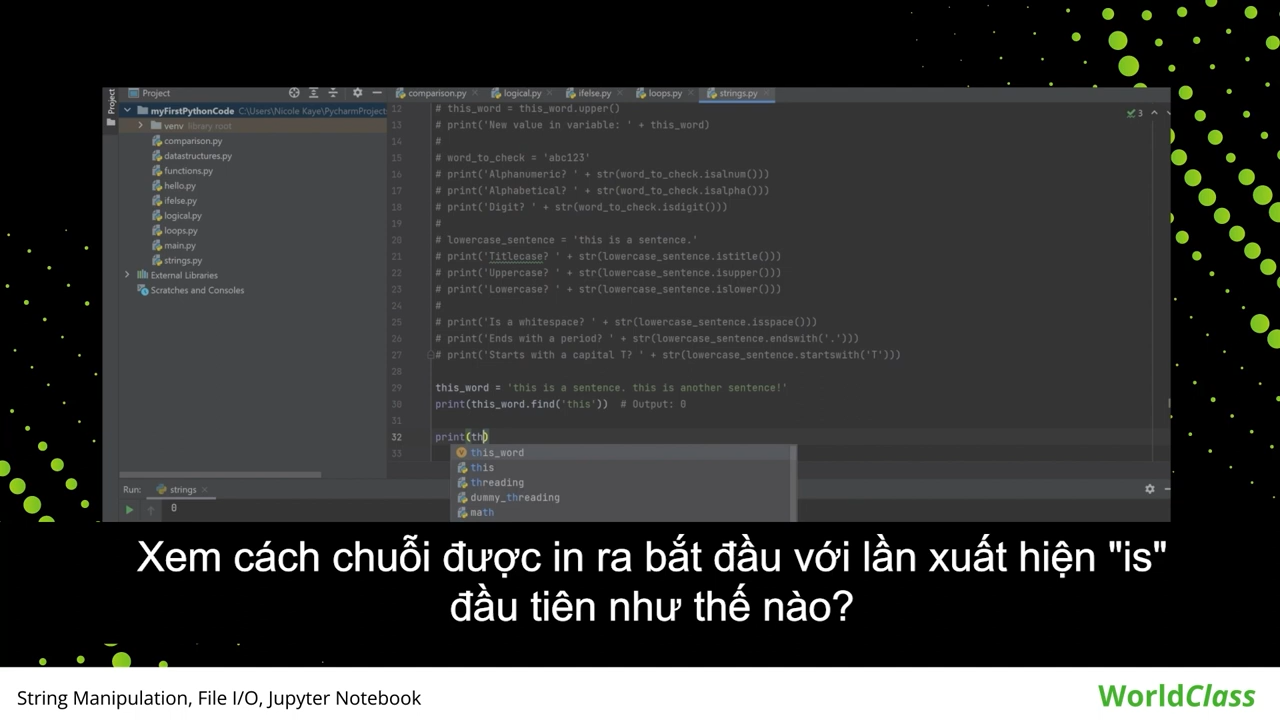 Project
Project
myFirstPythonCode C:\Users\Nicole Kaye\PycharmProjects
venv library root
comparison.py
datastructures.py
functions.py
hello.py
ifelse.py
logical.py
loops.py
main.py
strings.py
External Libraries
Scratches and Consoles
comparison.py logical.py ifelse.py loops.py strings.py
3
12 # this_word = this_word.upper()
13 # print('New value in variable: ' + this_word)
14 #
15 # word_to_check = 'abc123'
16 # print('Alphanumeric? ' + str(word_to_check.isalnum()))
17 # print('Alphabetical? ' + str(word_to_check.isalpha()))
18 # print('Digit? ' + str(word_to_check.isdigit()))
19 #
20 # lowercase_sentence = 'this is a sentence.'
21 # print('Titlecase? ' + str(lowercase_sentence.istitle()))
22 # print('Uppercase? ' + str(lowercase_sentence.isupper()))
23 # print('Lowercase? ' + str(lowercase_sentence.islower()))
24 #
25 # print('Is a whitespace? ' + str(lowercase_sentence.isspace()))
26 # print('Ends with a period? ' + str(lowercase_sentence.endswith('.')))
27 # print('Starts with a capital T? ' + str(lowercase_sentence.startswith('T')))
28
29 this_word = 'this is a sentence. this is another sentence!'
30 print(this_word.find('this')) # Output: 0
31
32 print(th)
33
this_word
this
threading
dummy_threading
math
Run: strings
0
Xem cách chuỗi được in ra bắt đầu với lần xuất hiện "is"
đầu tiên như thế nào?
String Manipulation, File I/O, Jupyter Notebook
WorldClass